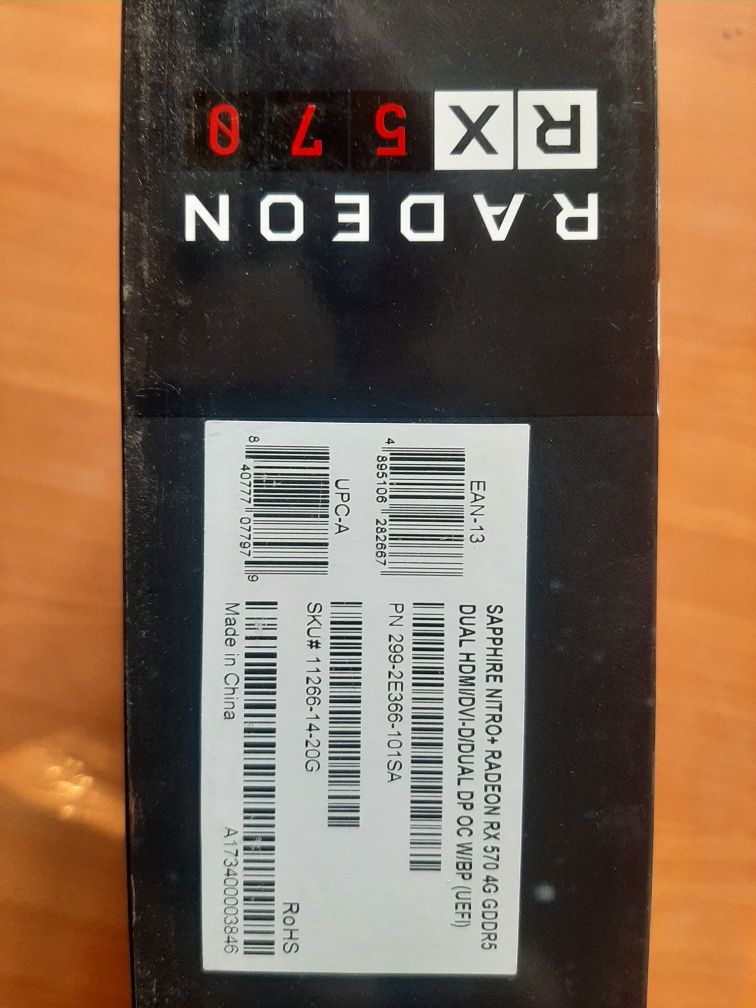 RADEON
RX 570
SAPPHIRE NITRO+ RADEON RX 570 4G GDDR5
DUAL HDMI/DVI-D/DUAL DP OC W/BP (UEFI)
EAN-13
4 895106 282667
PN 299-2E366-101SA
UPC-A
8 40777 07797 9
SKU# 11266-14-20G
RoHS
Made in China
A173400003846